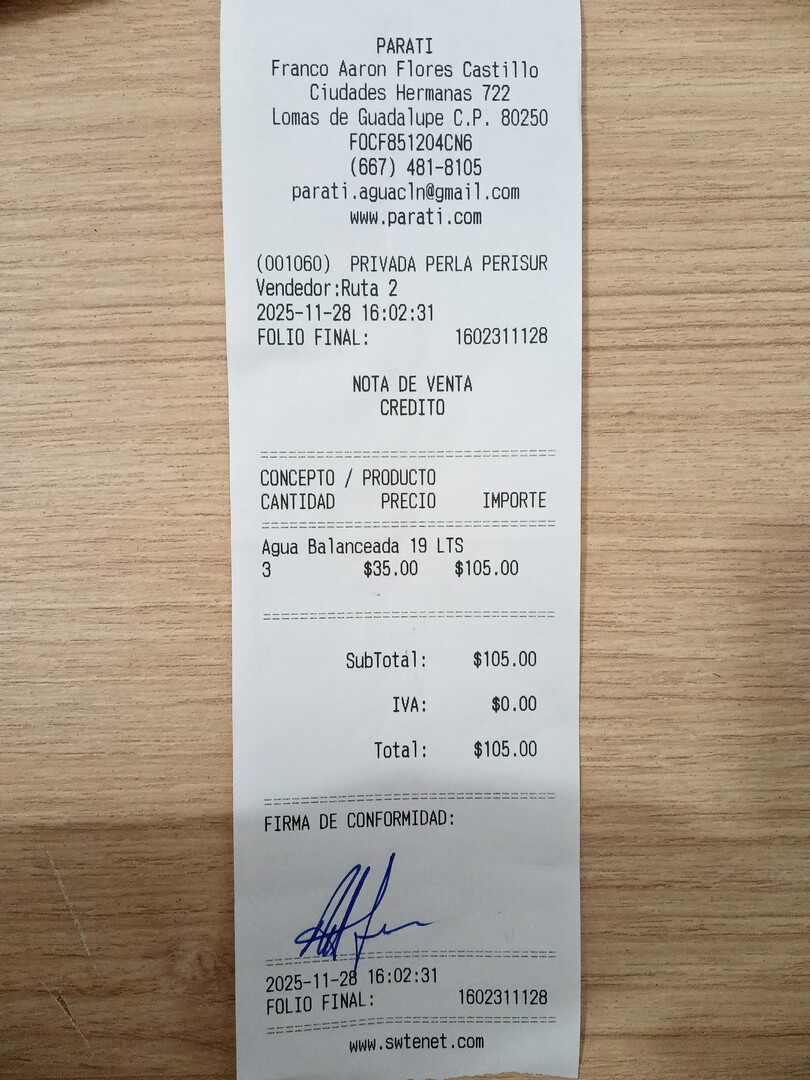 PARATI
Franco Aaron Flores Castillo
Ciudades Hermanas 722
Lomas de Guadalupe C.P. 80250
FOCF851204CN6
(667) 481-8105
parati.aguacln@gmail.com
www.parati.com
(001060) PRIVADA PERLA PERISUR
Vendedor:Ruta 2
2025-11-28 16:02:31
FOLIO FINAL: 1602311128
NOTA DE VENTA
CREDITO
CONCEPTO / PRODUCTO
CANTIDAD PRECIO IMPORTE
Agua Balanceada 19 LTS
3 $35.00 $105.00
SubTotal: $105.00
IVA: $0.00
Total: $105.00
FIRMA DE CONFORMIDAD:
2025-11-28 16:02:31
FOLIO FINAL: 1602311128
www.swtenet.com